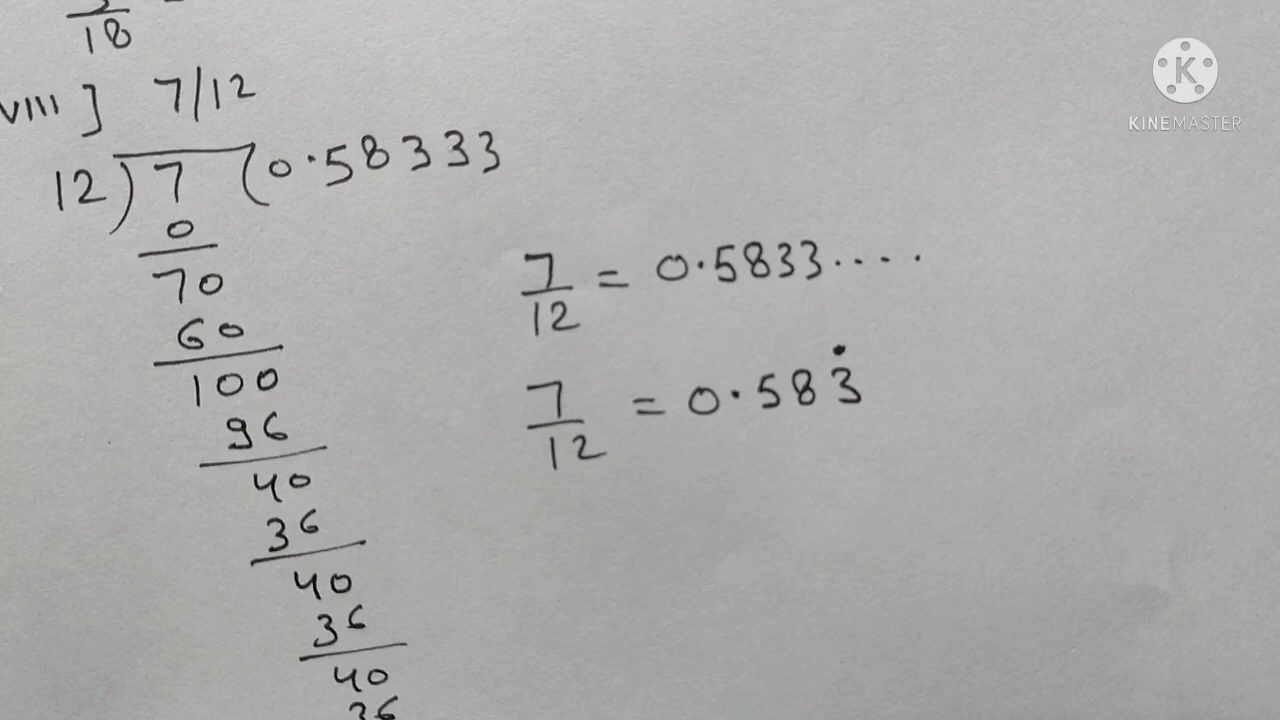 18
VIII] 7/12
12)7(0.58333
0
70
60
100
96
40
36
40
36
40
36
7/12 = 0.5833.....
7/12 = 0.583̇
K
KINEMASTER